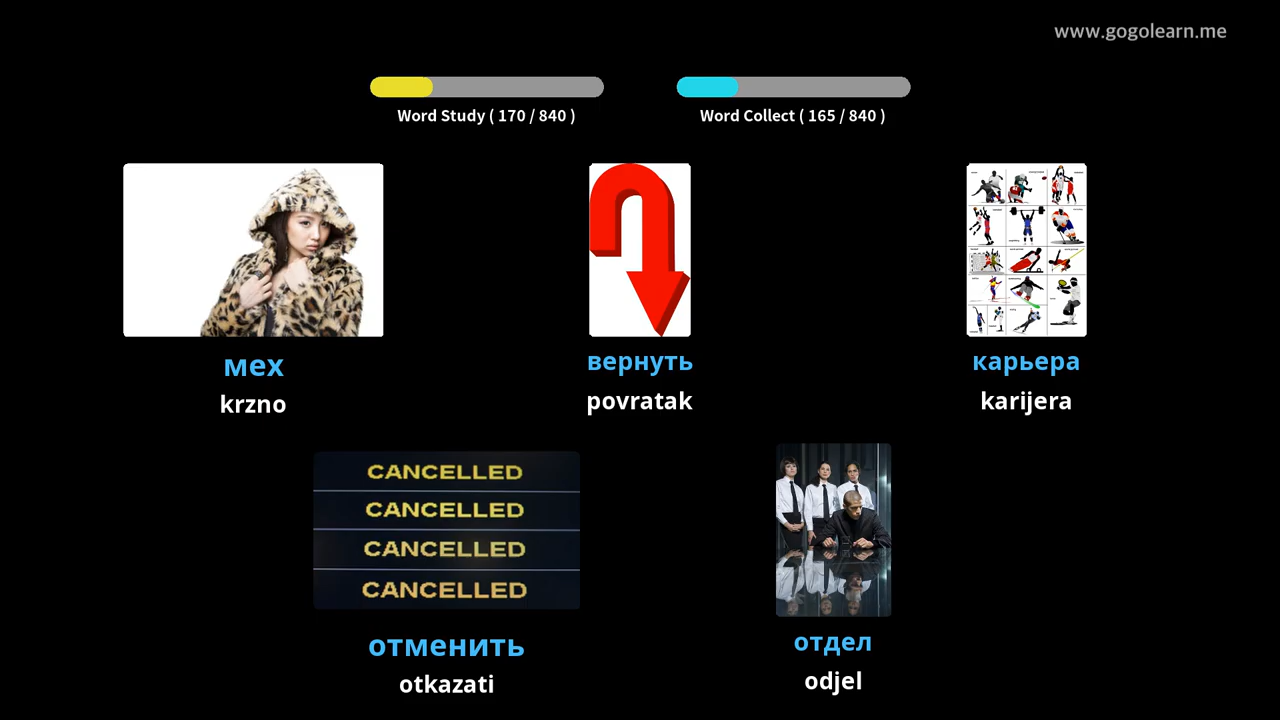 www.gogolearn.me
Word Study ( 170 / 840 )
Word Collect ( 165 / 840 )
мех
krzno
вернуть
povratak
карьера
karijera
CANCELLED
CANCELLED
CANCELLED
CANCELLED
отменить
otkazati
отдел
odjel